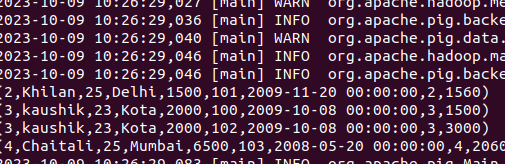 2023-10-09 10:26:29,027 [main] WARN org.apache.hadoop.me
2023-10-09 10:26:29,036 [main] INFO org.apache.pig.backe
2023-10-09 10:26:29,040 [main] WARN org.apache.pig.data.
2023-10-09 10:26:29,046 [main] INFO org.apache.hadoop.ma
2023-10-09 10:26:29,046 [main] INFO org.apache.pig.backe
(2,Khilan,25,Delhi,1500,101,2009-11-20 00:00:00,2,1560)
(3,kaushik,23,Kota,2000,100,2009-10-08 00:00:00,3,1500)
(3,kaushik,23,Kota,2000,102,2009-10-08 00:00:00,3,3000)
(4,Chaitali,25,Mumbai,6500,103,2008-05-20 00:00:00,4,2060
2023-10-09 10:26:29,083 [main] INFO org.apache.pig.Main